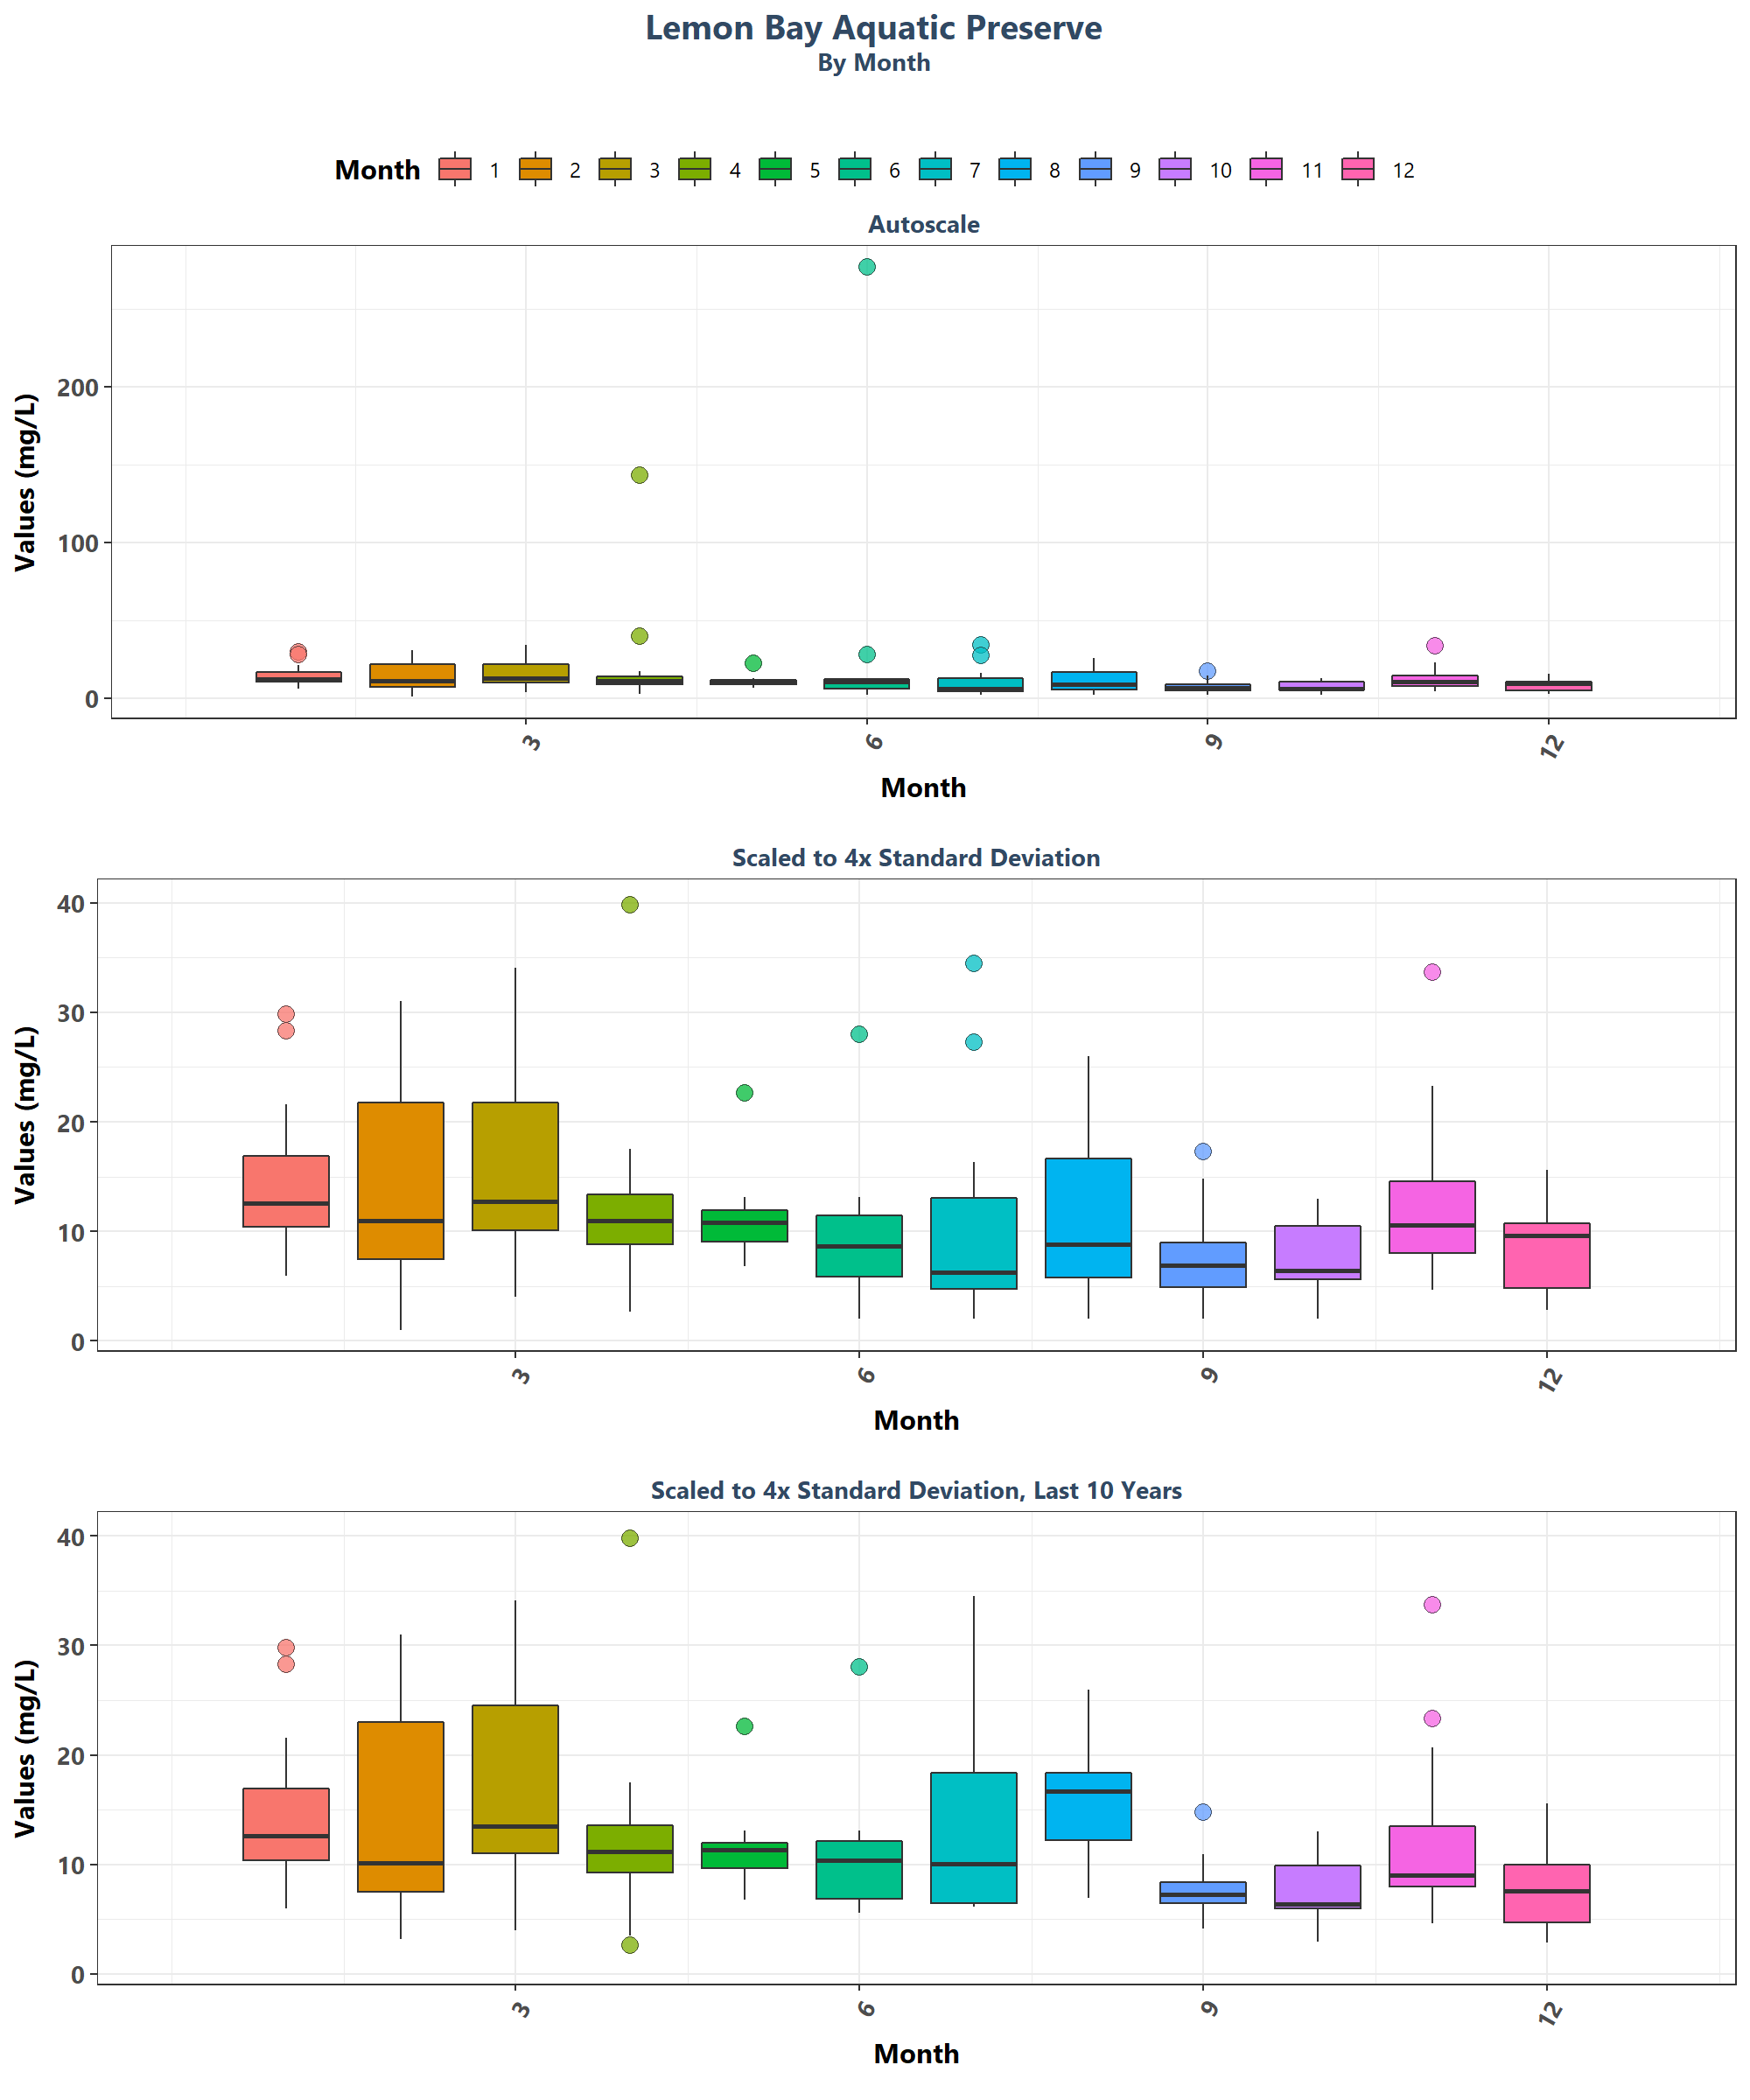 Lemon Bay Aquatic Preserve
By Month
Month 1 2 3 4 5 6 7 8 9 10 11 12
Autoscale
Values (mg/L)
200
100
0
3 6 9 12
Month
Scaled to 4x Standard Deviation
Values (mg/L)
40
30
20
10
0
3 6 9 12
Month
Scaled to 4x Standard Deviation, Last 10 Years
Values (mg/L)
40
30
20
10
0
3 6 9 12
Month